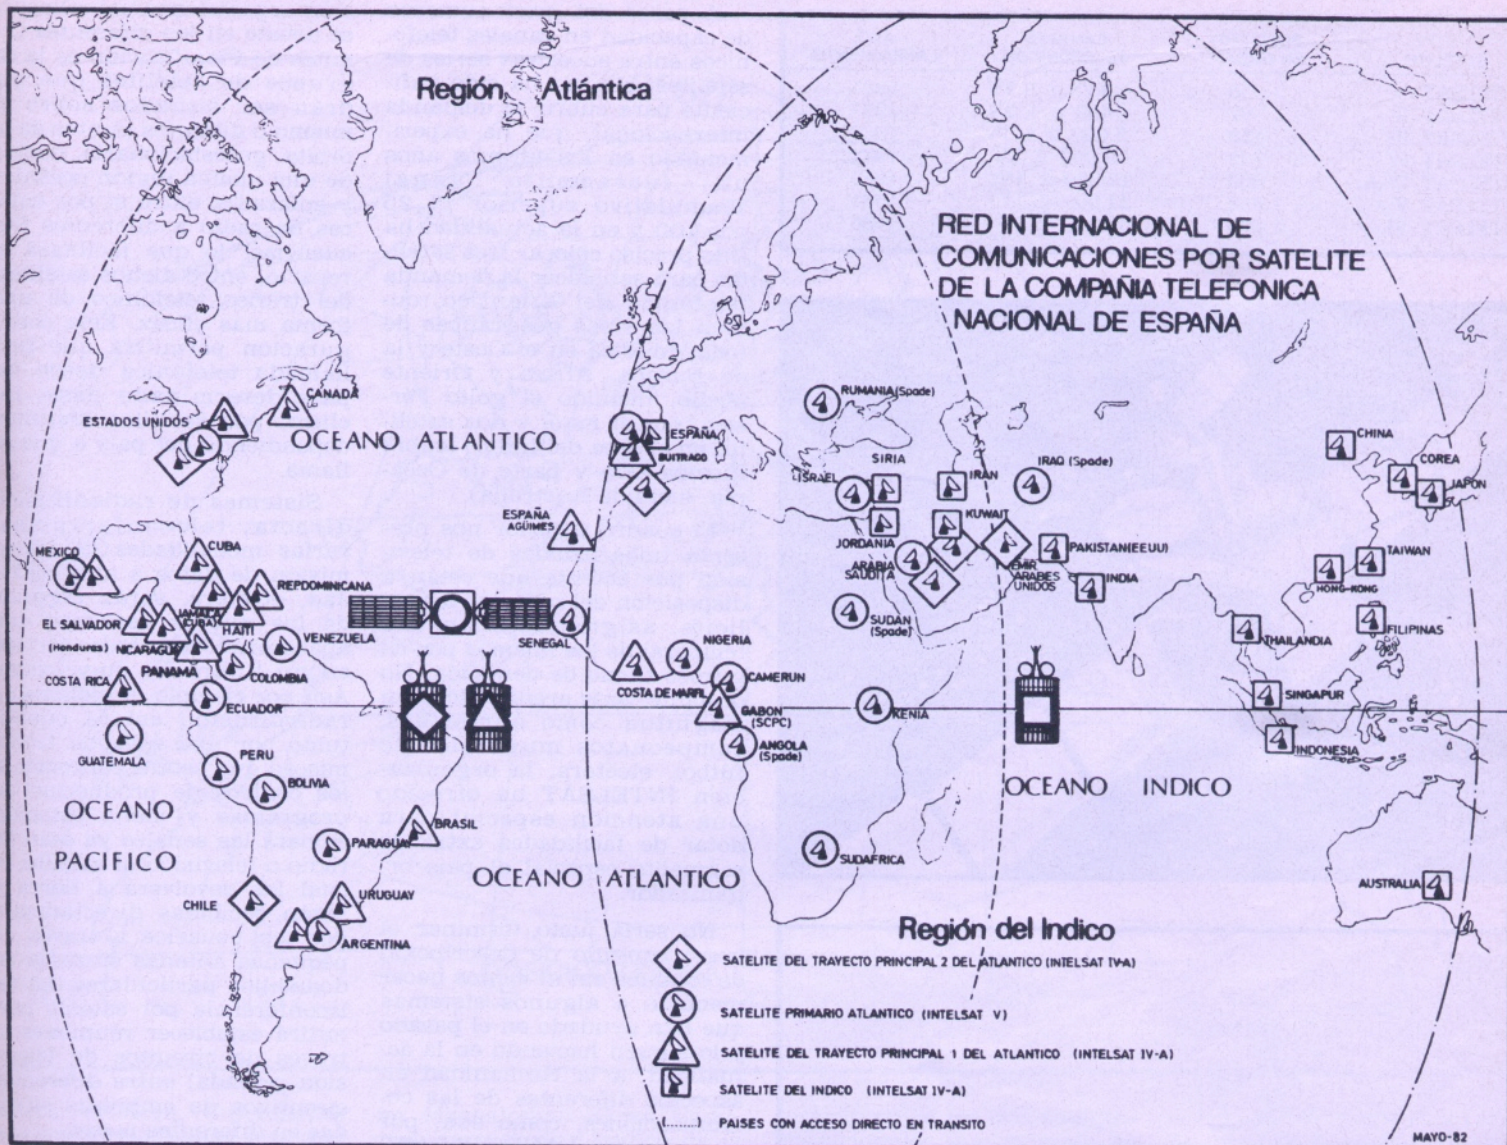 Región Atlántica
RED INTERNACIONAL DE
COMUNICACIONES POR SATELITE
DE LA COMPAÑIA TELEFONICA
NACIONAL DE ESPAÑA
CANADA
ESTADOS UNIDOS
OCEANO ATLANTICO
ESPAÑA
BUITRAGO
ESPAÑA
AGÜIMES
RUMANIA (Spade)
SIRIA
ISRAEL
IRAN
IRAQ (Spade)
KUWAIT
JORDANIA
ARABIA
SAUDITA
EMIR.
ARABES
UNIDOS
PAKISTAN(EE.UU)
INDIA
SUDAN
(Spade)
CHINA
COREA
JAPON
TAIWAN
HONG-KONG
FILIPINAS
THAILANDIA
SINGAPUR
INDONESIA
MEXICO
CUBA
REP.DOMINICANA
JAMAICA
(CUBA)
HAITI
EL SALVADOR
(Honduras)
NICARAGUA
PANAMÁ
VENEZUELA
COLOMBIA
COSTA RICA
ECUADOR
GUATEMALA
PERU
SENEGAL
NIGERIA
COSTA DE MARFIL
CAMERUN
GABON
(SCPC)
ANGOLA
(Spade)
KENIA
OCEANO INDICO
OCEANO
PACIFICO
BRASIL
PARAGUAY
OCEANO ATLANTICO
SUDAFRICA
CHILE
URUGUAY
ARGENTINA
AUSTRALIA
Región del Indico
SATELITE DEL TRAYECTO PRINCIPAL 2 DEL ATLANTICO (INTELSAT IV-A)
SATELITE PRIMARIO ATLANTICO (INTELSAT V)
SATELITE DEL TRAYECTO PRINCIPAL 1 DEL ATLANTICO (INTELSAT IV-A)
SATELITE DEL INDICO (INTELSAT IV-A)
(.......) PAISES CON ACCESO DIRECTO EN TRANSITO
MAYO-82